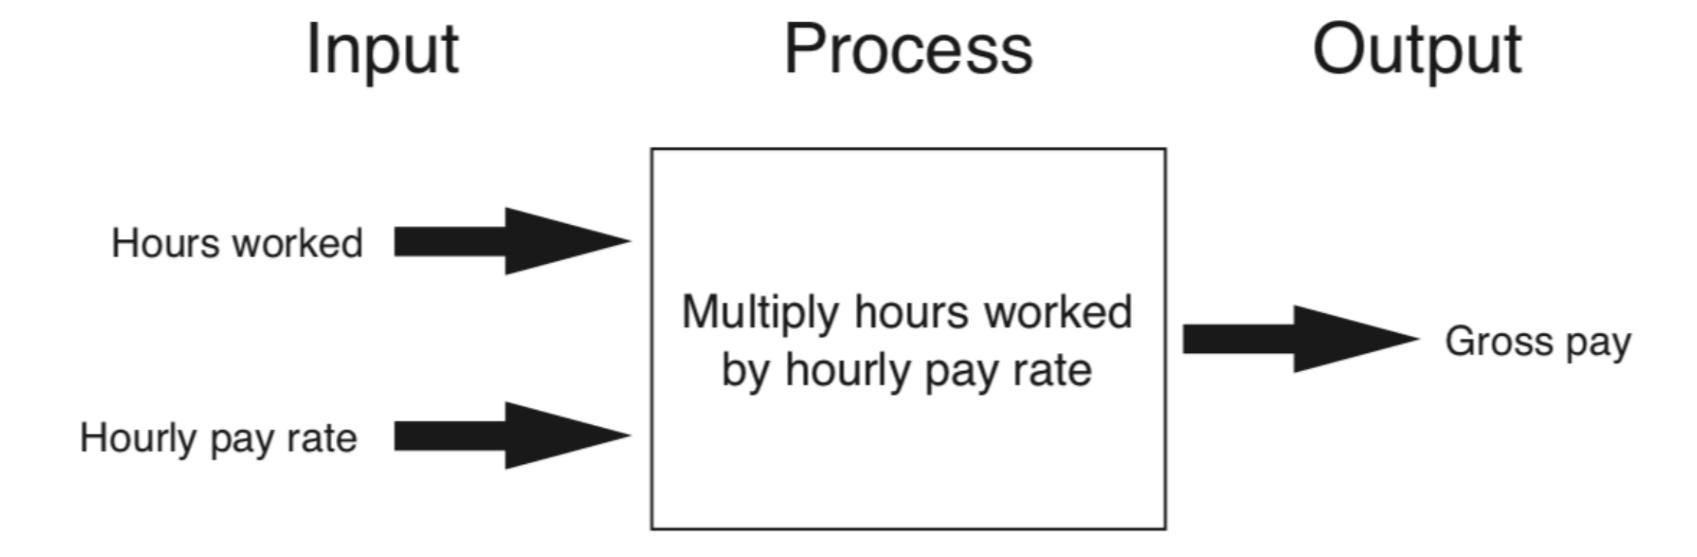 Input
Process
Output
Hours worked
Hourly pay rate
Multiply hours worked
by hourly pay rate
Gross pay